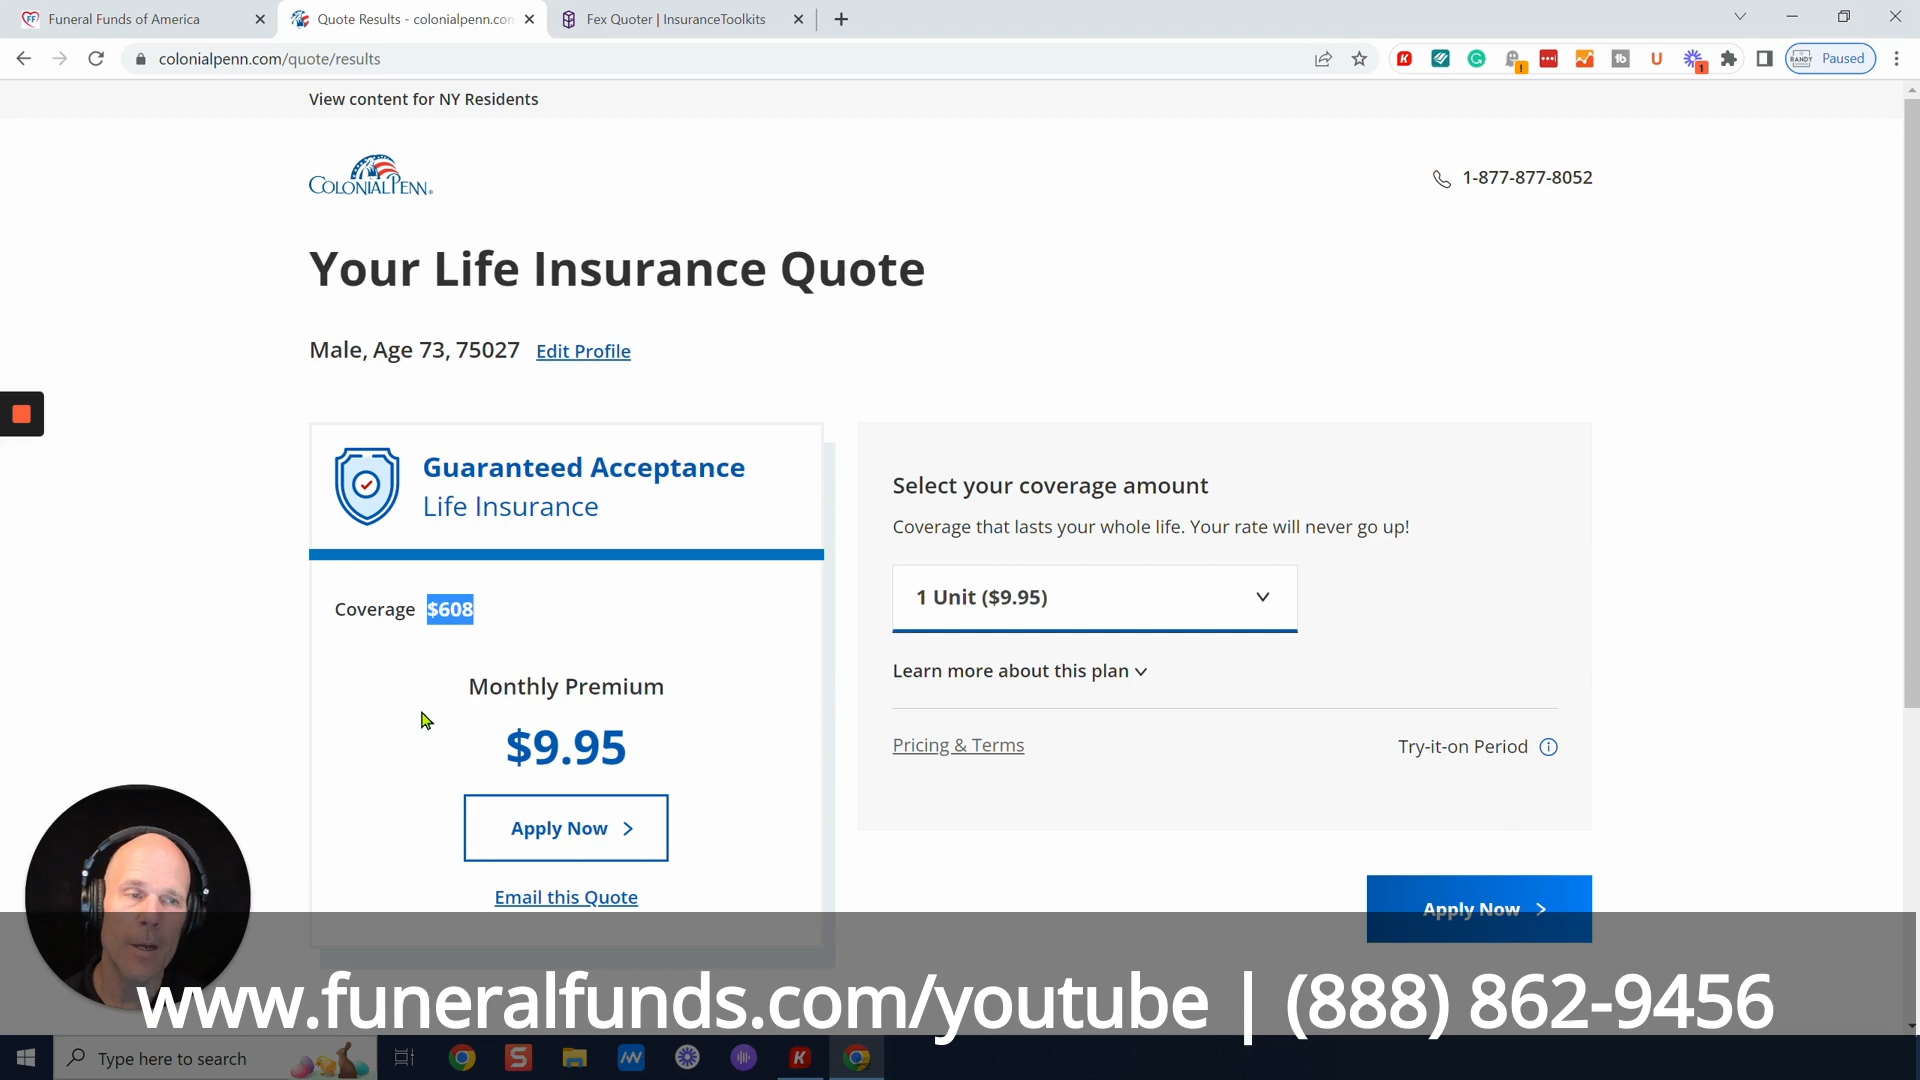 Funeral Funds of America
Quote Results - colonialpenn.con
Fex Quoter | InsuranceToolkits
colonialpenn.com/quote/results
RANDY Paused
View content for NY Residents
COLONIAL PENN®
1-877-877-8052
Your Life Insurance Quote
Male, Age 73, 75027 Edit Profile
Guaranteed Acceptance
Life Insurance
Coverage $608
Monthly Premium
$9.95
Apply Now
Email this Quote
Select your coverage amount
Coverage that lasts your whole life. Your rate will never go up!
1 Unit ($9.95)
Learn more about this plan
Pricing & Terms
Try-it-on Period
Apply Now
www.funeralfunds.com/youtube | (888) 862-9456
Type here to search